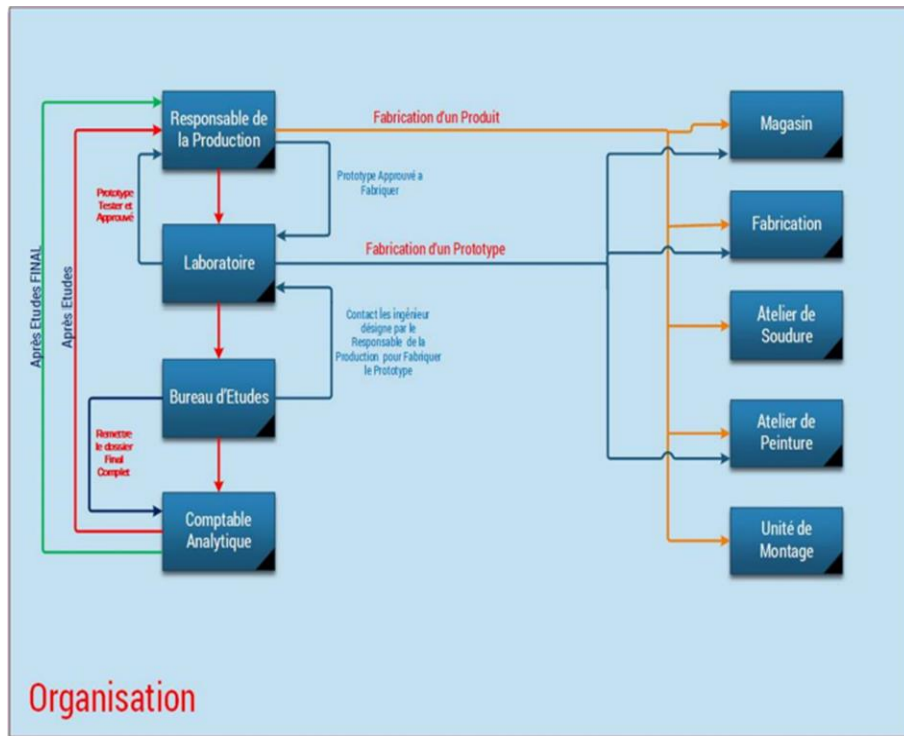 Responsable de
la Production
Fabrication d'un Produit
Magasin
Prototype Approuvé a
Fabriquer
Prototype
Tester et
Approuvé
Fabrication
Laboratoire
Fabrication d'un Prototype
Après Etudes FINAL
Après Etudes
Contact les ingénieur
désigne par le
Responsable de la
Production pour Fabriquer
le Prototype
Atelier de
Soudure
Bureau d'Etudes
Remettre
le dossier
Final
Complet
Atelier de
Peinture
Comptable
Analytique
Unité de
Montage
Organisation